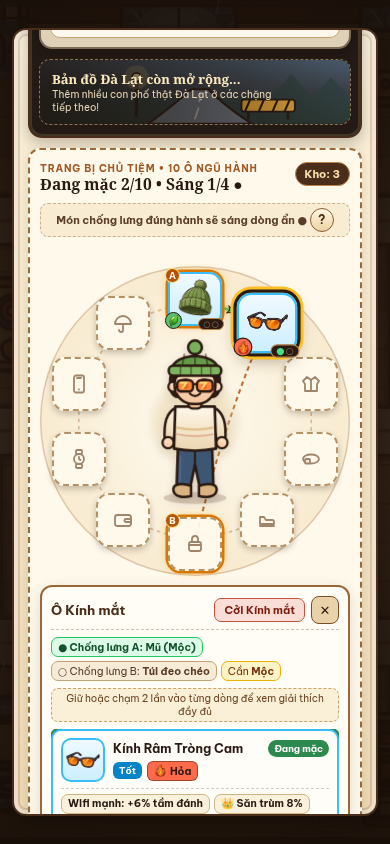 Bản đồ Đà Lạt còn mở rộng...
Thêm nhiều con phố thật Đà Lạt ở các chặng
tiếp theo!
TRANG BỊ CHỦ TIỆM • 10 Ô NGŨ HÀNH
Đang mặc 2/10 • Sáng 1/4 ●
Kho: 3
Món chống lưng đúng hành sẽ sáng dòng ẩn ●
?
A
B
Ô Kính mắt
Cởi Kính mắt
✕
● Chống lưng A: Mũ (Mộc)
○ Chống lưng B: Túi đeo chéo
Cần Mộc
Giữ hoặc chạm 2 lần vào từng dòng để xem giải thích
đầy đủ
Kính Râm Tròng Cam
Đang mặc
Tốt
Hỏa
Wifi mạnh: +6% tầm đánh
Săn trùm 8%